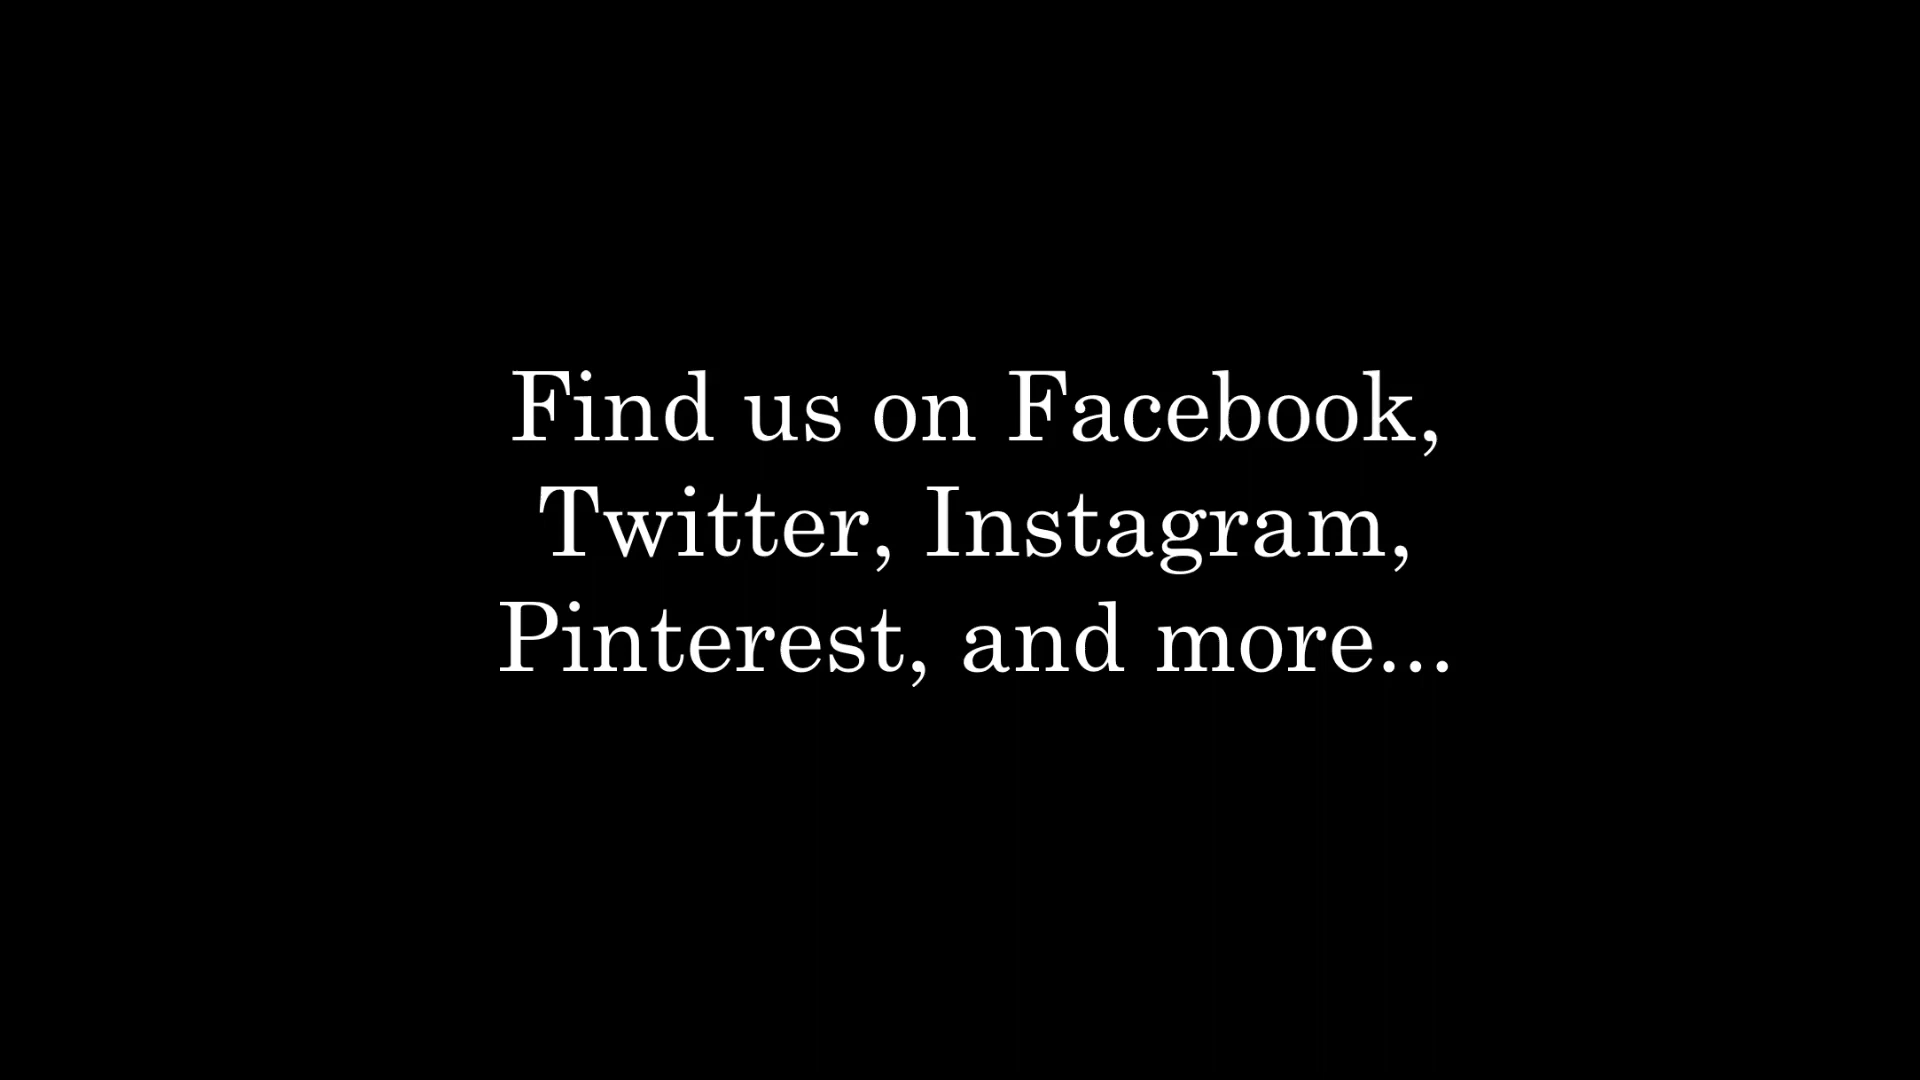 Find us on Facebook,
Twitter, Instagram,
Pinterest, and more...